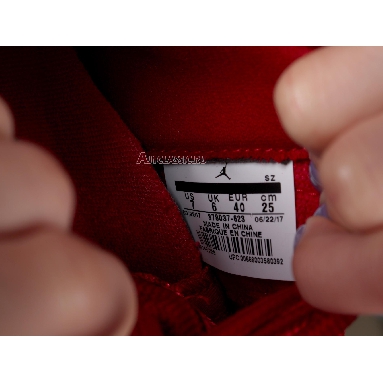 SZ
US UK EUR cm
7 6 40 25
378037-623 06/22/17
MADE IN CHINA
FABRIQUE EN CHINE